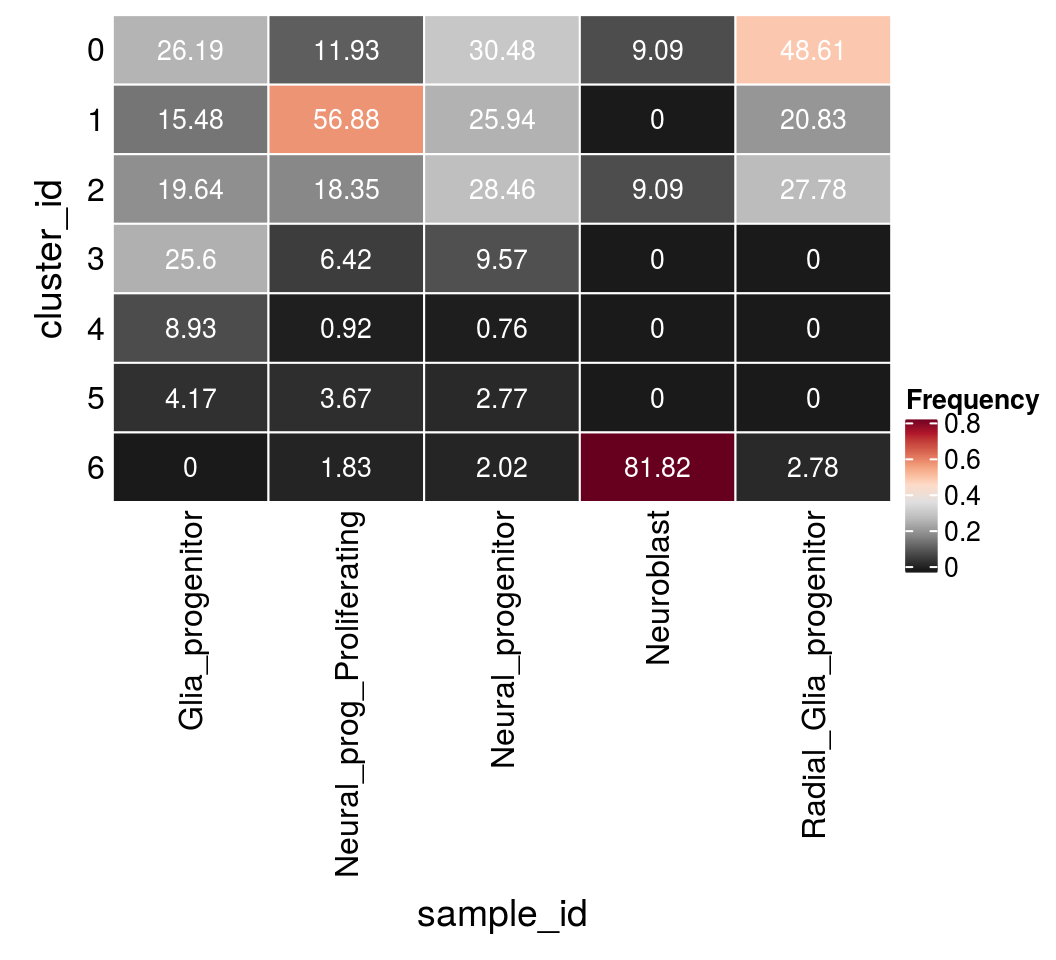 0 26.19 11.93 30.48 9.09 48.61
1 15.48 56.88 25.94 0 20.83
2 19.64 18.35 28.46 9.09 27.78
3 25.6 6.42 9.57 0 0
4 8.93 0.92 0.76 0 0
5 4.17 3.67 2.77 0 0
6 0 1.83 2.02 81.82 2.78
cluster_id
Glia_progenitor
Neural_prog_Proliferating
Neural_progenitor
Neuroblast
Radial_Glia_progenitor
sample_id
Frequency
0.8
0.6
0.4
0.2
0